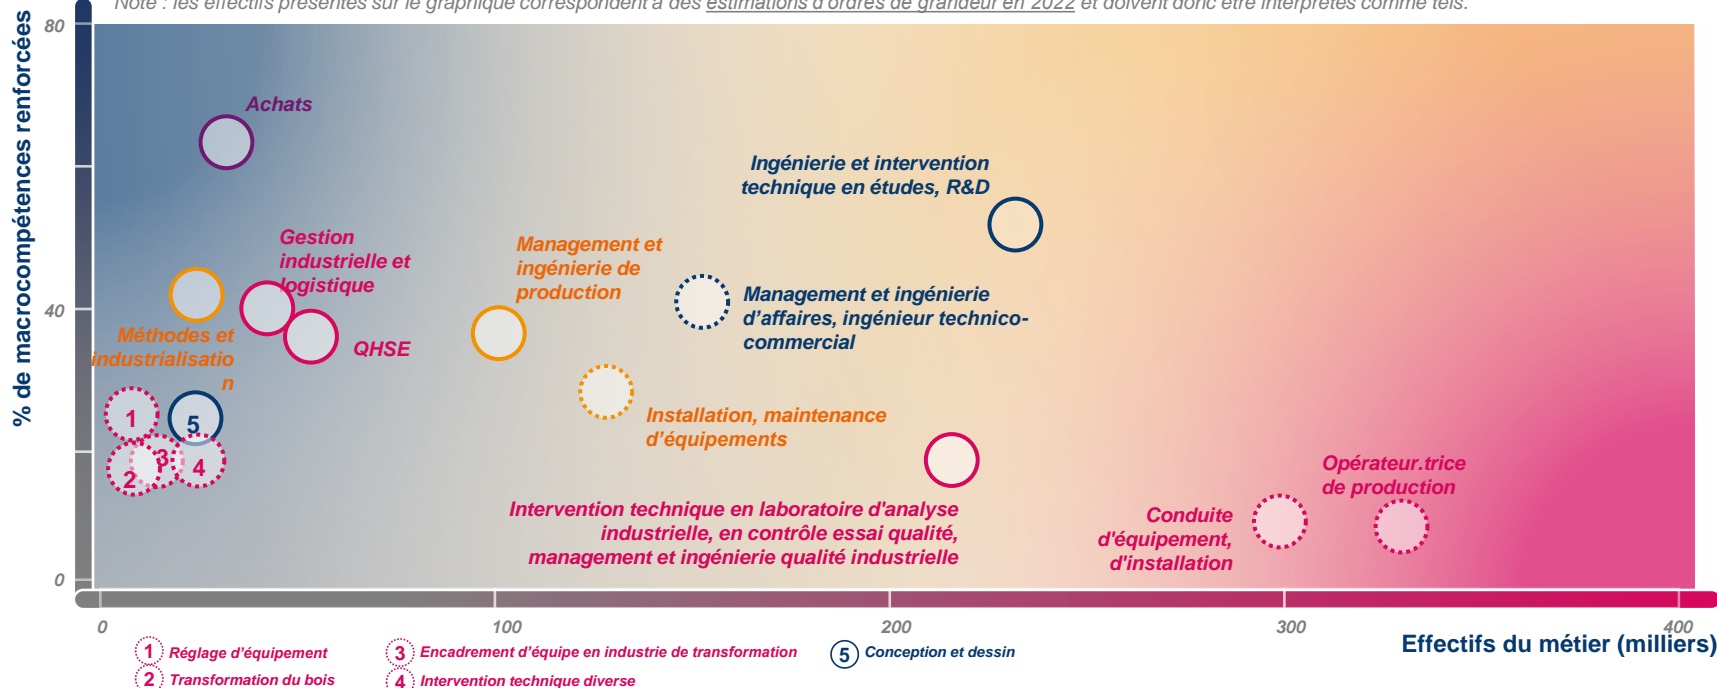 Note : les effectifs présentés sur le graphique correspondent à des estimations d'ordres de grandeur en 2022 et doivent donc être interprétés comme tels.
% de macrocompétences renforcées
80
40
0
Achats
Ingénierie et intervention
technique en études, R&D
Gestion
industrielle et
logistique
Management et
ingénierie de
production
Management et ingénierie
d'affaires, ingénieur technico-
commercial
Méthodes et
industrialisatio
n
QHSE
1
5
3
2
4
Installation, maintenance
d'équipements
Intervention technique en laboratoire d'analyse
industrielle, en contrôle essai qualité,
management et ingénierie qualité industrielle
Conduite
d'équipement,
d'installation
Opérateur.trice
de production
0
100
200
300
400
Effectifs du métier (milliers)
1 Réglage d'équipement
2 Transformation du bois
3 Encadrement d'équipe en industrie de transformation
4 Intervention technique diverse
5 Conception et dessin